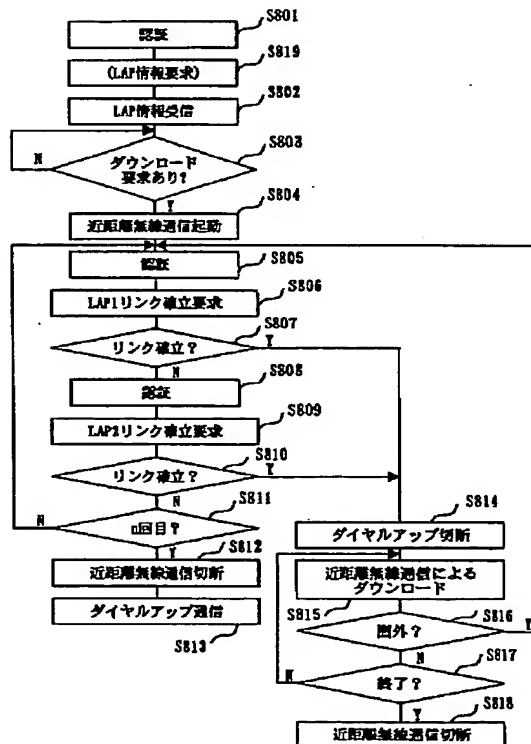 S801
認証
S819
(LAP情報要求)
S802
LAP情報受信
S803
ダウンロード
要求あり?
N
Y
S804
近距離無線通信起動
S805
認証
S806
LAP1リンク確立要求
S807
リンク確立?
Y
N
S808
認証
S809
LAP2リンク確立要求
S810
リンク確立?
Y
N
S811
n回目?
N
Y
S812
近距離無線通信切断
ダイヤルアップ通信
S813
S814
ダイヤルアップ切断
近距離無線通信による
ダウンロード
S815
S816
圏外?
Y
N
S817
終了?
N
Y
S818
近距離無線通信切断